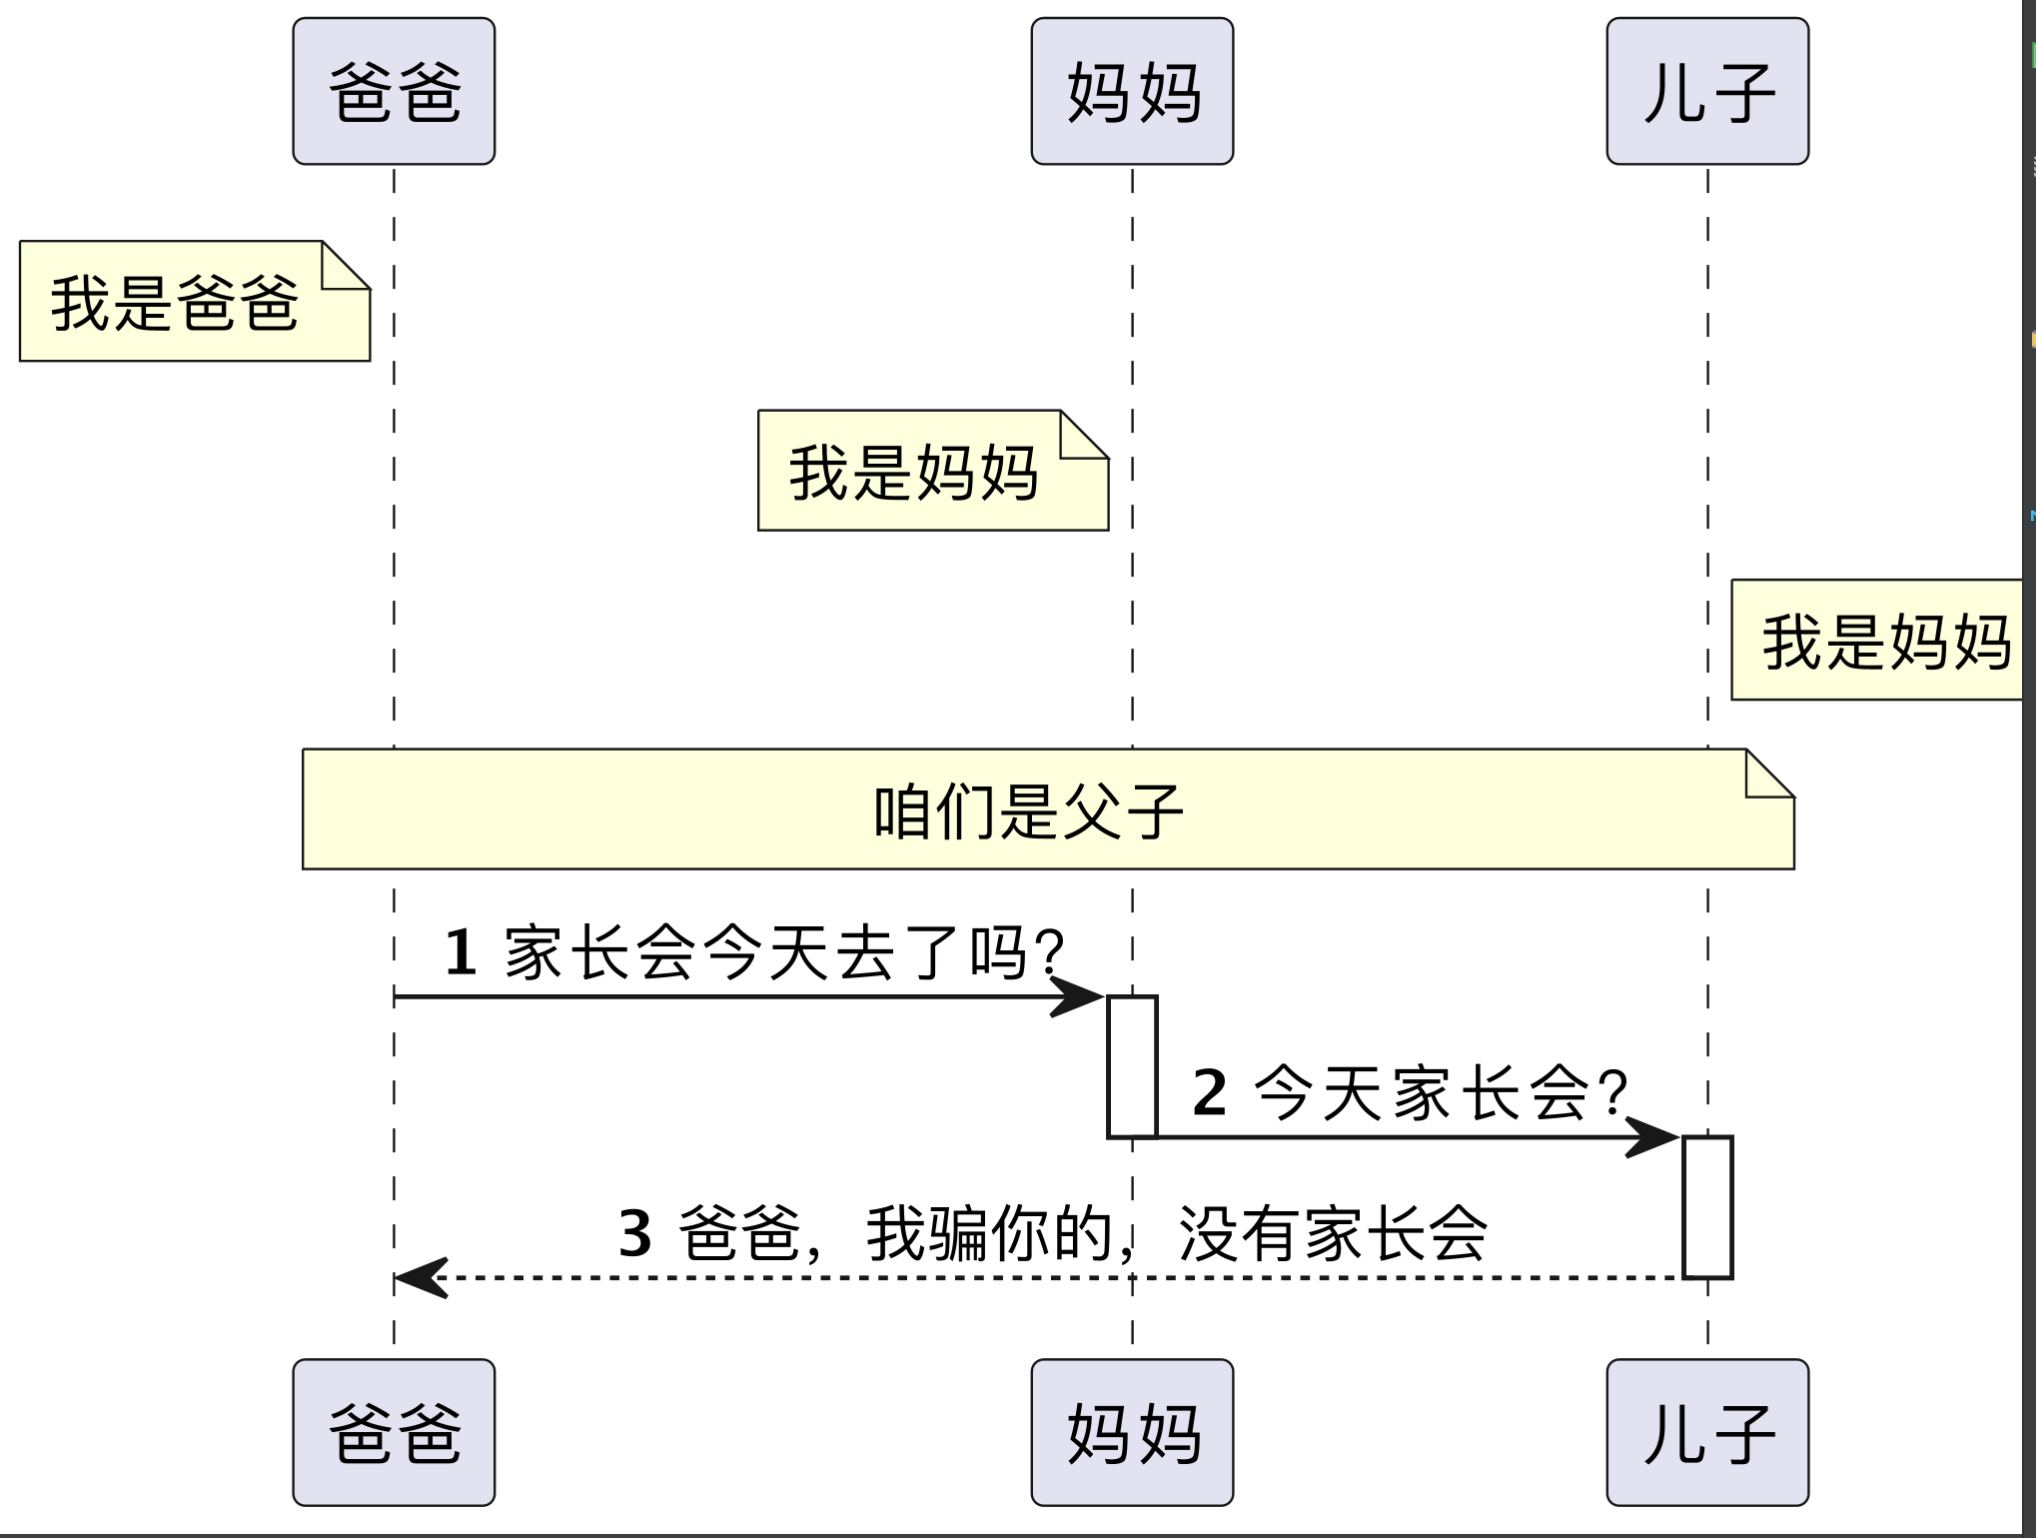 爸爸
妈妈
儿子
我是爸爸
我是妈妈
我是妈妈
咱们是父子
1 家长会今天去了吗?
2 今天家长会?
3 爸爸，我骗你的，没有家长会
爸爸
妈妈
儿子